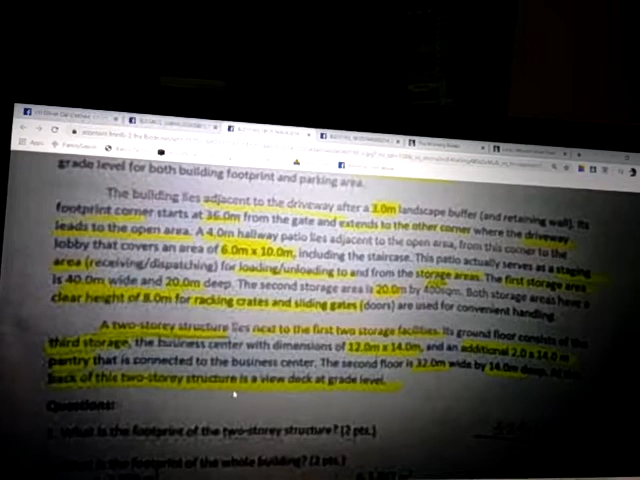 grade level for both building footprint and parking area.
The building lies adjacent to the driveway after a 3.0m landscape buffer (and retaining wall). Its
footprint corner starts at 36.0m from the gate and extends to the other corner where the driveway
leads to the open area. A 4.0m hallway patio lies adjacent to the open area, from this corner to the
lobby that covers an area of 6.0m x 10.0m, including the staircase. This patio actually serves as a staging
area (receiving/dispatching) for loading/unloading to and from the storage areas. The first storage area
is 40.0m wide and 20.0m deep. The second storage area is 20.0m by 400sqm. Both storage areas have a
clear height of 8.0m for racking crates and sliding gates (doors) are used for convenient handling.
A two-storey structure lies next to the first two storage facilities. Its ground floor consists of the
third storage, the business center with dimensions of 12.0m x 14.0m, and an additional 2.0 x 14.0 m
pantry that is connected to the business center. The second floor is 32.0m wide by 14.0m deep. At the
back of this two-storey structure is a view deck at grade level.
Questions:
What is the footprint of the two-storey structure? (2 pts.)
is the footprint of the whole building? (2 pts.)